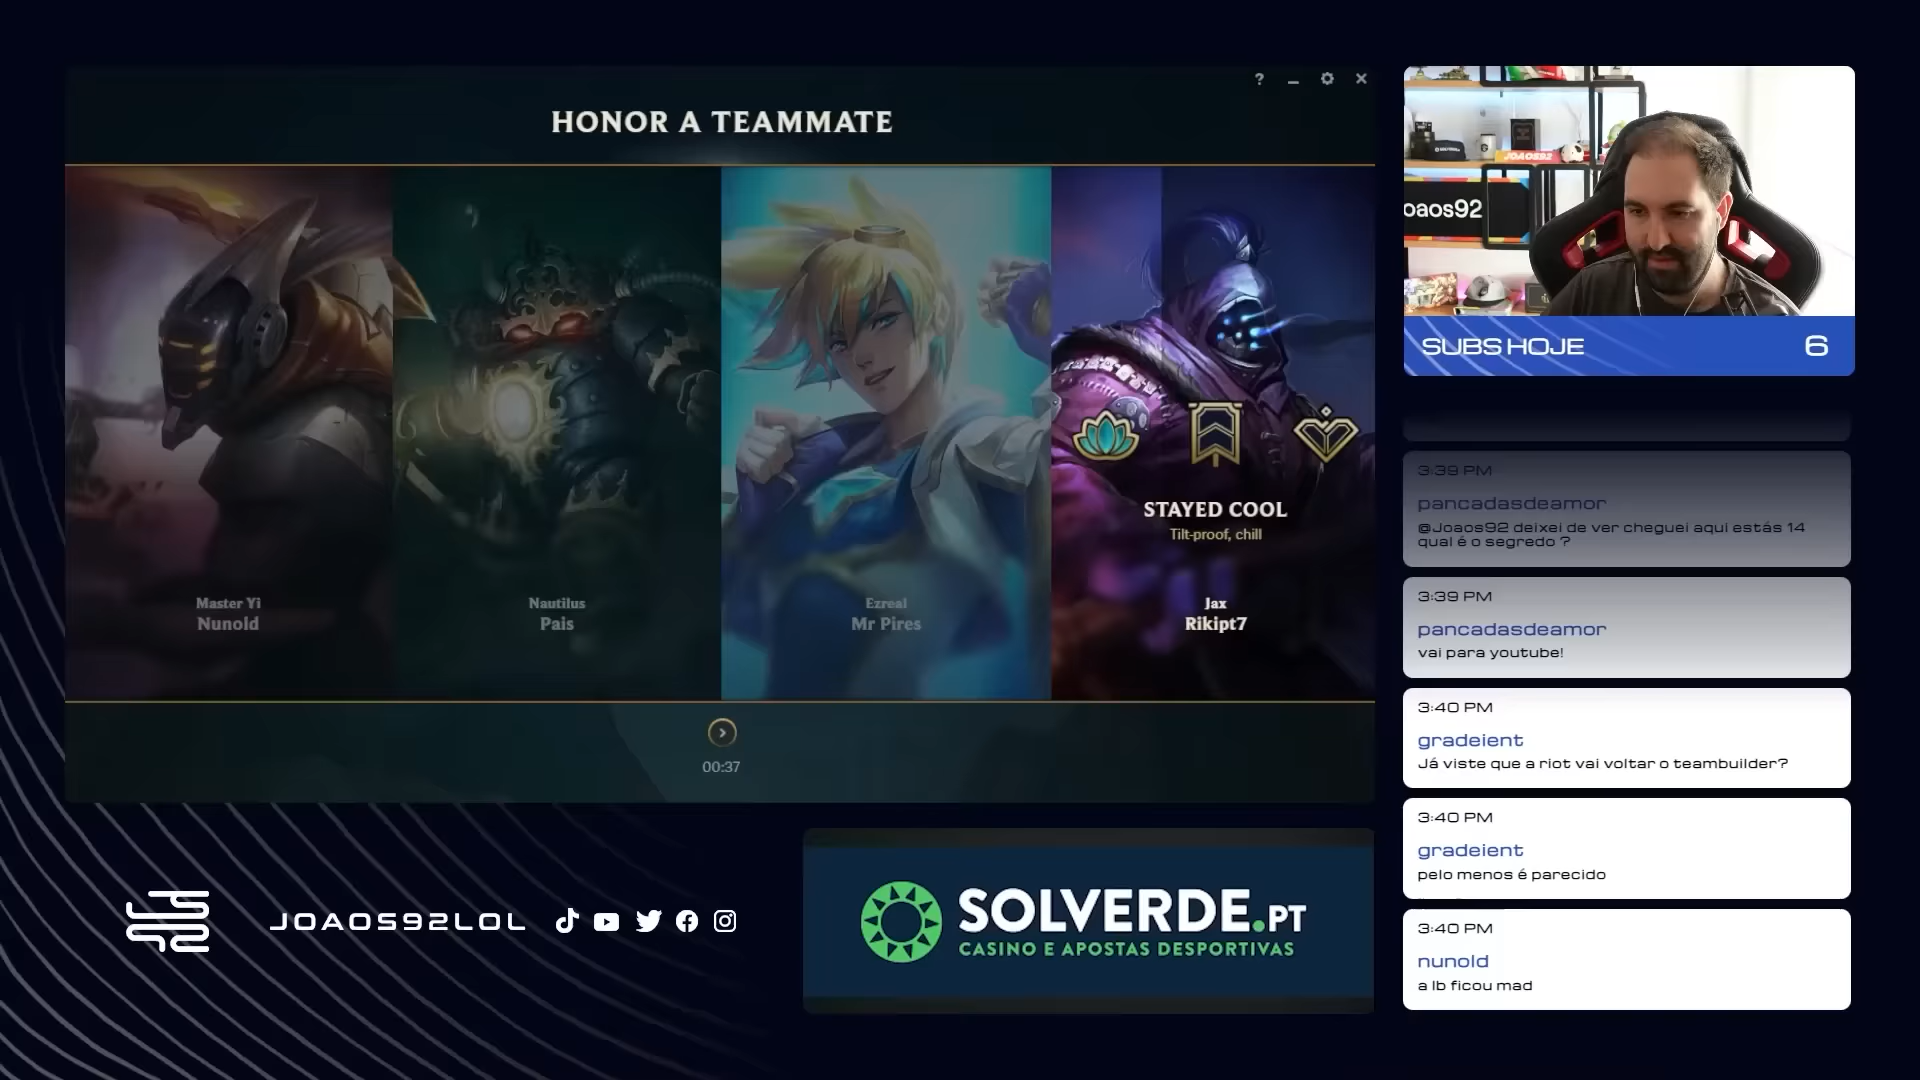 HONOR A TEAMMATE
STAYED COOL
Tilt-proof, chill
Master Yi
Nunold
Nautilus
Pais
Ezreal
Mr Pires
Jax
Rikipt7
00:37
JOAOS92LOL
SOLVERDE.PT
CASINO E APOSTAS DESPORTIVAS
JOAOS92
oaos92
SUBS HOJE 6
3:39 PM
pancadasdeamor
@Joaos92 deixei de ver cheguei aqui estás 14
qual é o segredo ?
3:39 PM
pancadasdeamor
vai para youtube!
3:40 PM
gradeient
Já viste que a riot vai voltar o teambuilder?
3:40 PM
gradeient
pelo menos é parecido
3:40 PM
nunold
a lb ficou mad